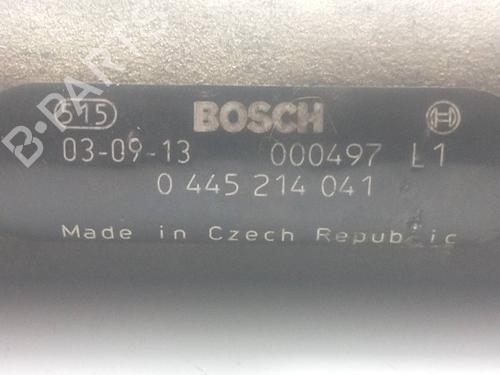 515 BOSCH
03-09-13 000497 L1
0 445 214 041
Made in Czech Republic
B-PARTS